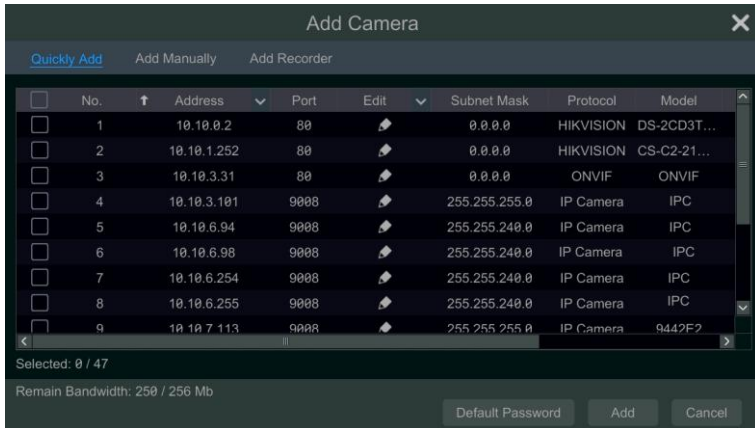 Add Camera
Quickly Add Add Manually Add Recorder
No. Address Port Edit Subnet Mask Protocol Model
1 10.10.0.2 80 0.0.0.0 HIKVISION DS-2CD3T...
2 10.10.1.252 80 0.0.0.0 HIKVISION CS-C2-21...
3 10.10.3.31 80 0.0.0.0 ONVIF ONVIF
4 10.10.3.101 9008 255.255.255.0 IP Camera IPC
5 10.10.6.94 9008 255.255.240.0 IP Camera IPC
6 10.10.6.98 9008 255.255.240.0 IP Camera IPC
7 10.10.6.254 9008 255.255.240.0 IP Camera IPC
8 10.10.6.255 9008 255.255.240.0 IP Camera IPC
9 10.10.7.113 9008 255.255.255.0 IP Camera 9442E2
Selected: 0 / 47
Remain Bandwidth: 250 / 256 Mb
Default Password Add Cancel